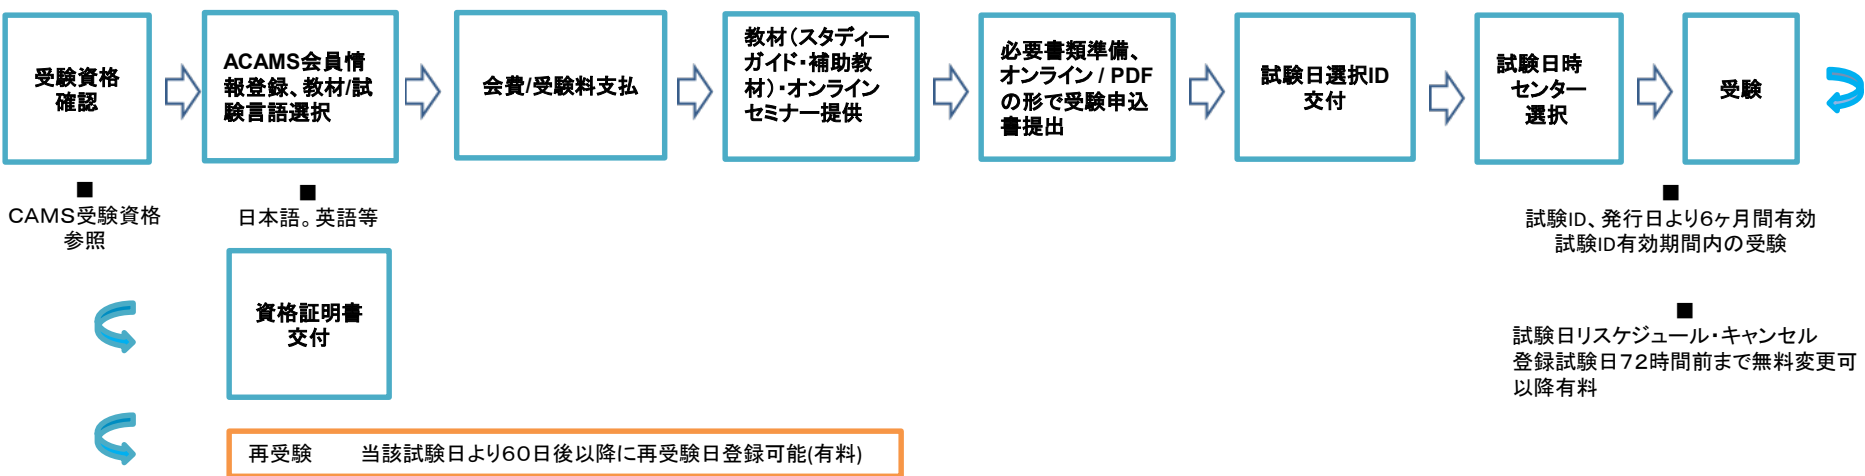 受験資格
確認
ACAMS会員情
報登録、教材/試
験言語選択
会費/受験料支払
教材(スタディー
ガイド・補助教
材)・オンライン
セミナー提供
必要書類準備、
オンライン / PDF
の形で受験申込
書提出
試験日選択ID
交付
試験日時
センター
選択
受験
■
CAMS受験資格
参照
■
日本語。英語等
■
試験ID、発行日より6ヶ月間有効
試験ID有効期間内の受験
資格証明書
交付
■
試験日リスケジュール・キャンセル
登録試験日72時間前まで無料変更可
以降有料
再受験 当該試験日より60日後以降に再受験日登録可能(有料)